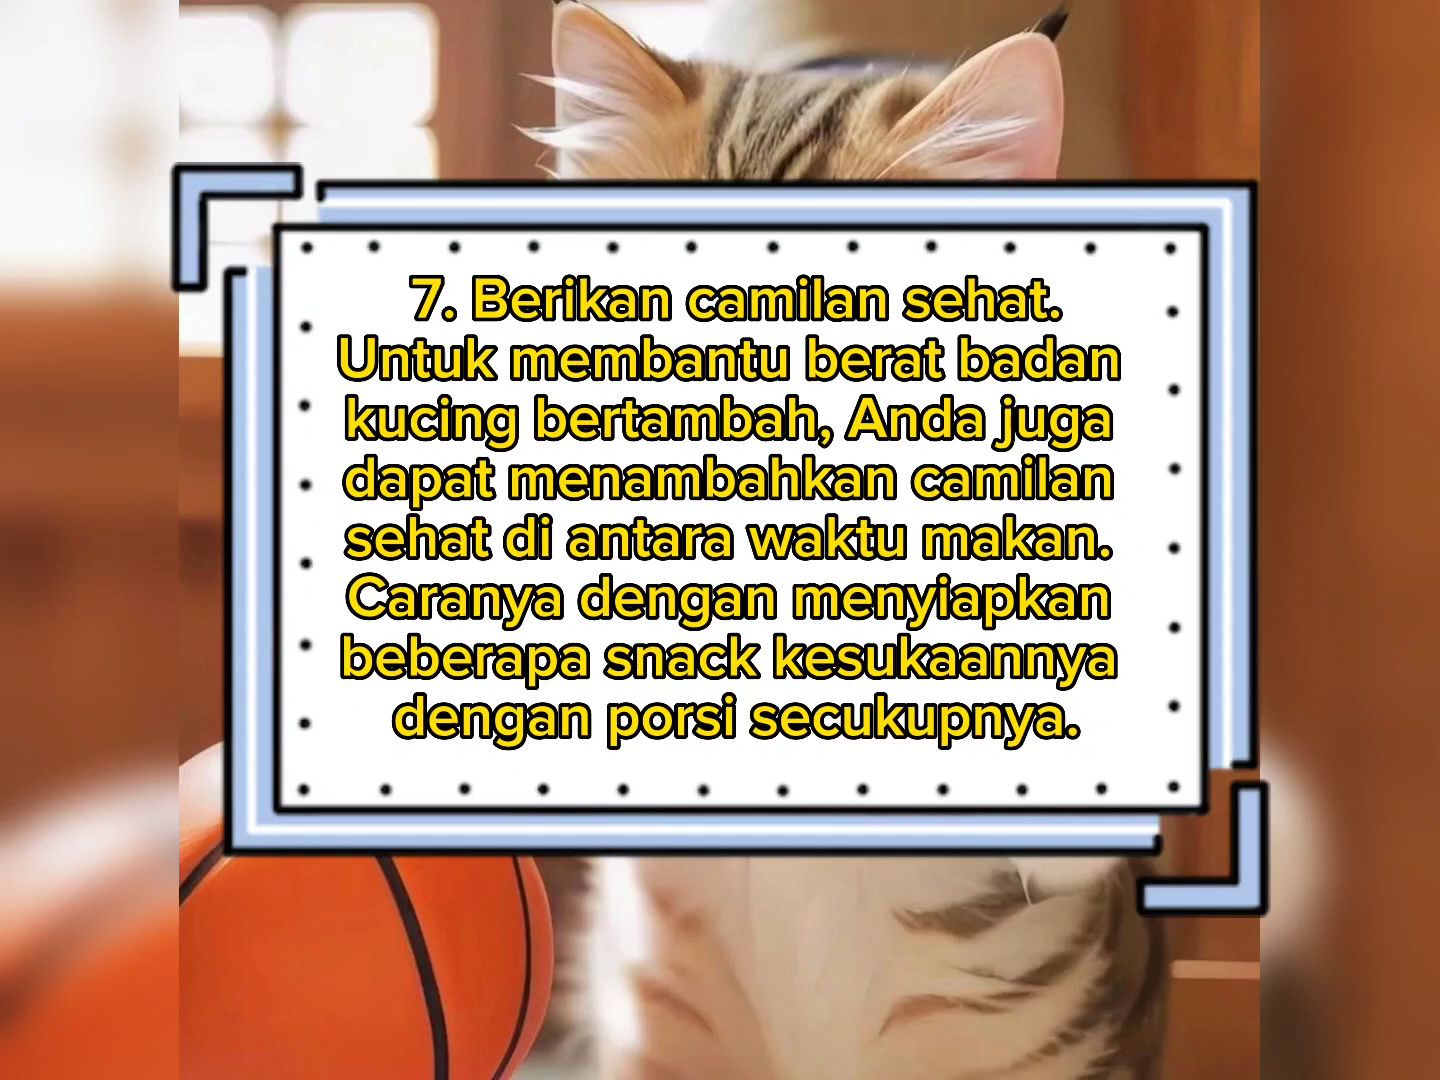 7. Berikan camilan sehat.
Untuk membantu berat badan
kucing bertambah, Anda juga
dapat menambahkan camilan
sehat di antara waktu makan.
Caranya dengan menyiapkan
beberapa snack kesukaannya
dengan porsi secukupnya.